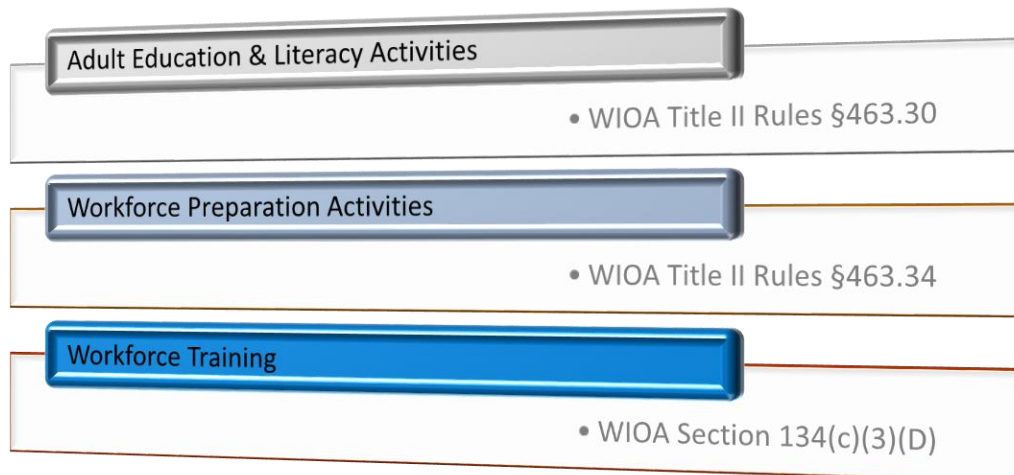 Adult Education & Literacy Activities
• WIOA Title II Rules §463.30
Workforce Preparation Activities
• WIOA Title II Rules §463.34
Workforce Training
• WIOA Section 134(c)(3)(D)